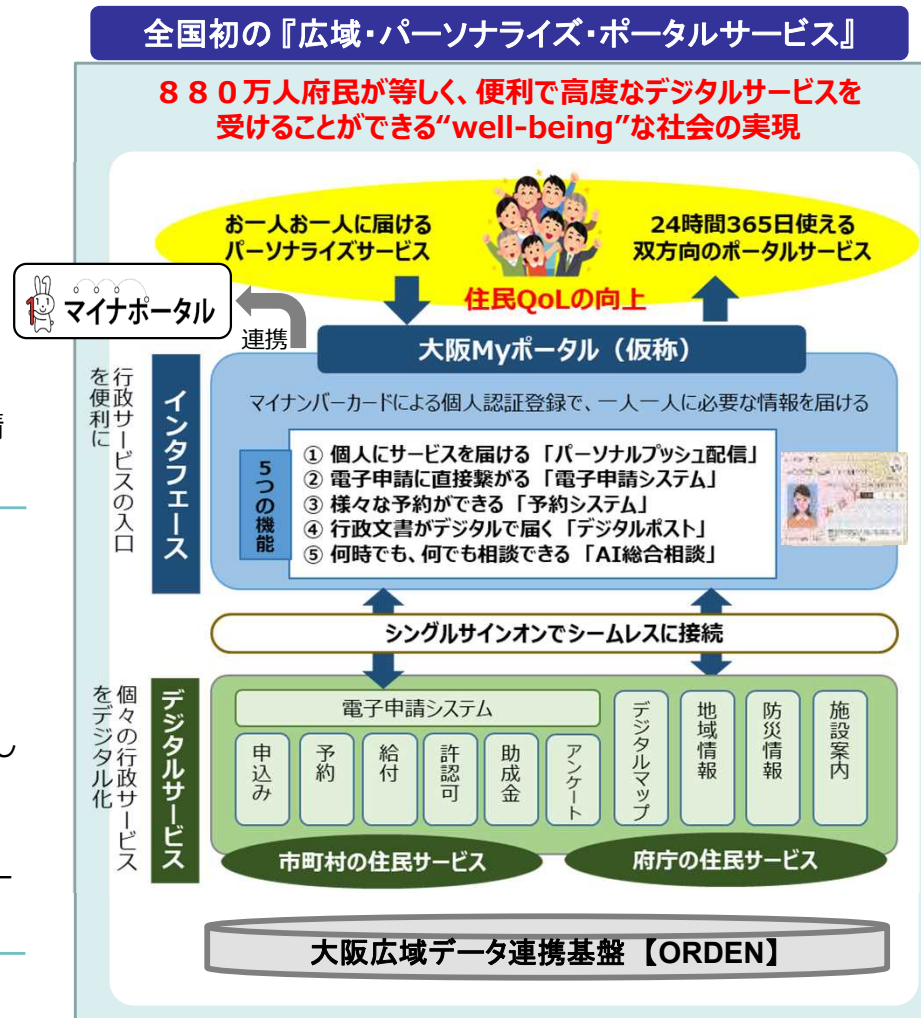 全国初の『広域・パーソナライズ・ポータルサービス』
８８０万人府民が等しく、便利で高度なデジタルサービスを
受けることができる“well-being”な社会の実現
お一人お一人に届ける
パーソナライズサービス
24時間365日使える
双方向のポータルサービス
住民QoLの向上
マイナポータル
連携
大阪Myポータル（仮称）
行政サービスの入口
を便利に
インタフェース
マイナンバーカードによる個人認証登録で、一人一人に必要な情報を届ける
5つの機能
① 個人にサービスを届ける「パーソナルプッシュ配信」
② 電子申請に直接繋がる「電子申請システム」
③ 様々な予約ができる「予約システム」
④ 行政文書がデジタルで届く「デジタルポスト」
⑤ 何時でも、何でも相談できる「AI総合相談」
シングルサインオンでシームレスに接続
個々の行政サービス
をデジタル化
デジタルサービス
電子申請システム
申込み
予約
給付
許認可
助成金
アンケート
デジタルマップ
地域情報
防災情報
施設案内
市町村の住民サービス
府庁の住民サービス
大阪広域データ連携基盤【ORDEN】